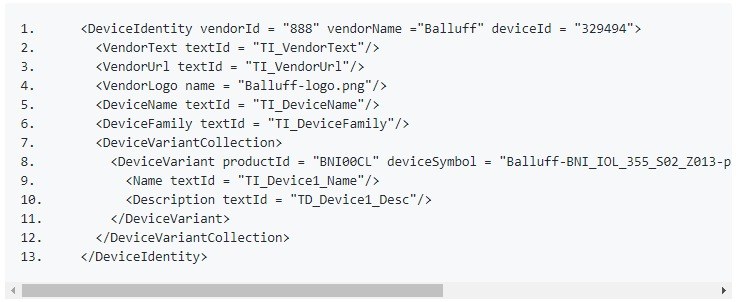 1. <DeviceIdentity vendorId = "888" vendorName ="Balluff" deviceId = "329494">
2. <VendorText textId = "TI_VendorText"/>
3. <VendorUrl textId = "TI_VendorUrl"/>
4. <VendorLogo name = "Balluff-logo.png"/>
5. <DeviceName textId = "TI_DeviceName"/>
6. <DeviceFamily textId = "TI_DeviceFamily"/>
7. <DeviceVariantCollection>
8. <DeviceVariant productId = "BNI00CL" deviceSymbol = "Balluff-BNI_IOL_355_S02_Z013-p
9. <Name textId = "TI_Device1_Name"/>
10. <Description textId = "TD_Device1_Desc"/>
11. </DeviceVariant>
12. </DeviceVariantCollection>
13. </DeviceIdentity>